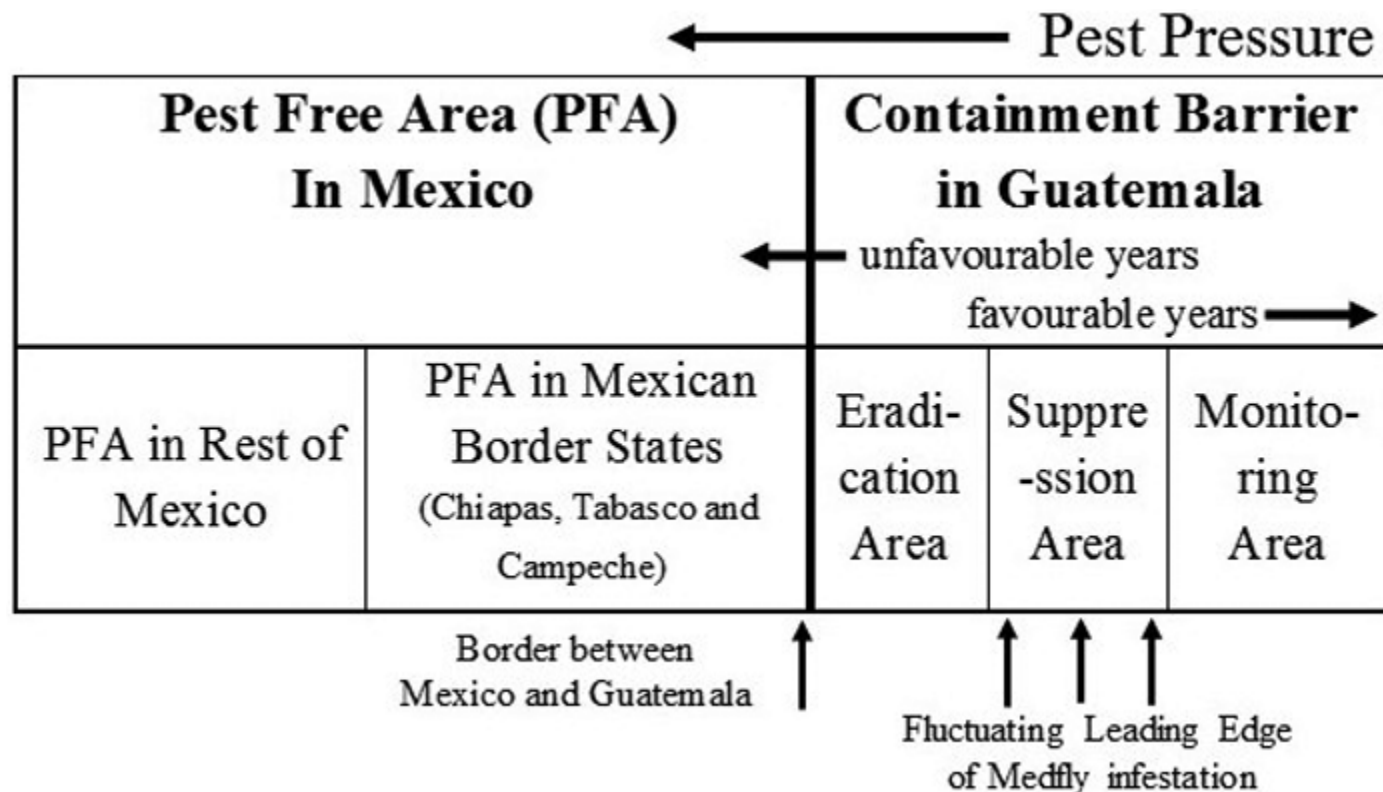 Pest Pressure
Pest Free Area (PFA)
In Mexico
Containment Barrier
in Guatemala
unfavourable years
favourable years
PFA in Rest of
Mexico
PFA in Mexican
Border States
(Chiapas, Tabasco and
Campeche)
Eradi-
cation
Area
Suppre
-ssion
Area
Monito-
ring
Area
Border between
Mexico and Guatemala
Fluctuating Leading Edge
of Medfly infestation